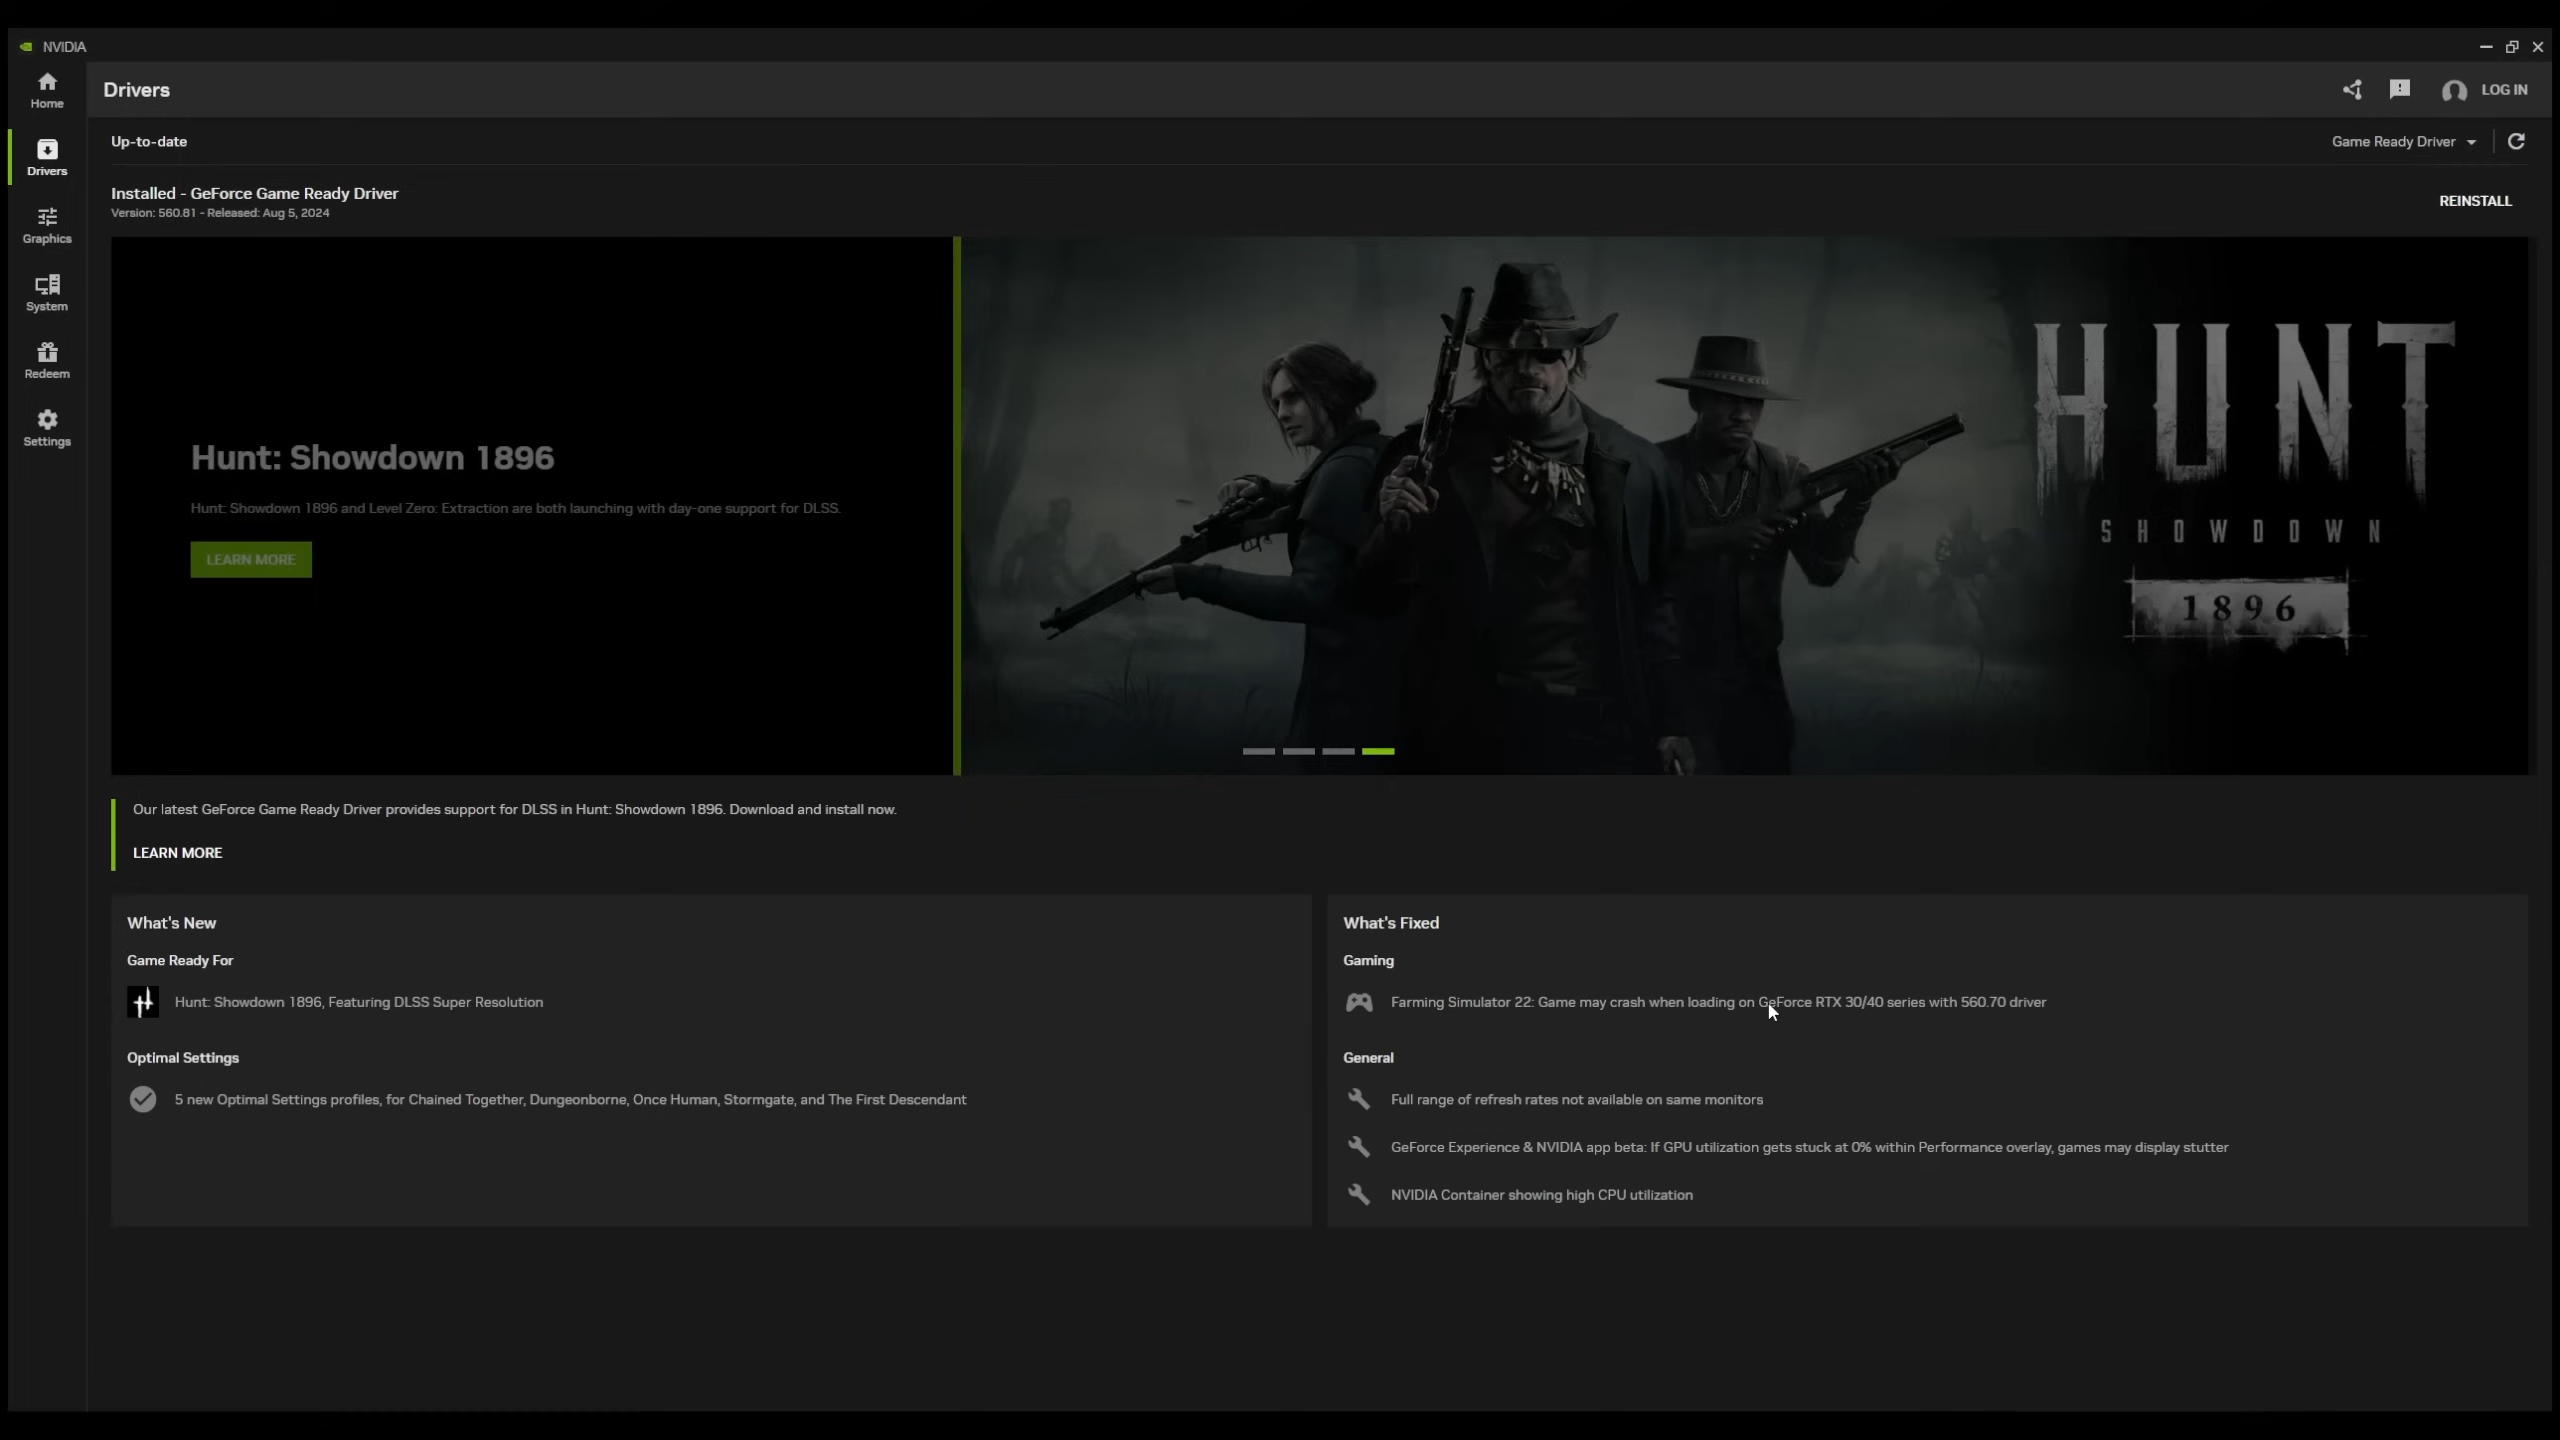 NVIDIA
Home
Drivers
LOG IN
Drivers
Up-to-date
Game Ready Driver
Installed - GeForce Game Ready Driver
Version: 560.81 - Released: Aug 5, 2024
REINSTALL
Graphics
System
Redeem
Settings
Hunt: Showdown 1896
Hunt: Showdown 1896 and Level Zero: Extraction are both launching with day-one support for DLSS.
LEARN MORE
HUNT
SHOWDOWN
1896
Our latest GeForce Game Ready Driver provides support for DLSS in Hunt: Showdown 1896. Download and install now.
LEARN MORE
What's New
Game Ready For
Hunt: Showdown 1896, Featuring DLSS Super Resolution
Optimal Settings
5 new Optimal Settings profiles, for Chained Together, Dungeonborne, Once Human, Stormgate, and The First Descendant
What's Fixed
Gaming
Farming Simulator 22: Game may crash when loading on GeForce RTX 30/40 series with 560.70 driver
General
Full range of refresh rates not available on same monitors
GeForce Experience & NVIDIA app beta: If GPU utilization gets stuck at 0% within Performance overlay, games may display stutter
NVIDIA Container showing high CPU utilization